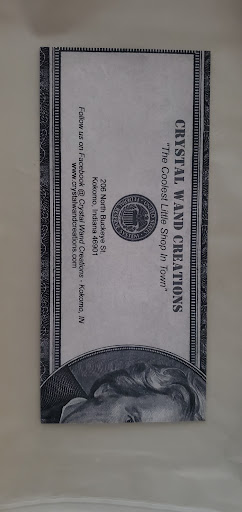 CRYSTAL WAND CREATIONS
"The Coolest Little Shop In Town"
206 North Buckeye St.
Kokomo, Indiana 46901
Follow us on Facebook @ Crystal Wand Creations - Kokomo, IN
www.crystalwandcreations.com